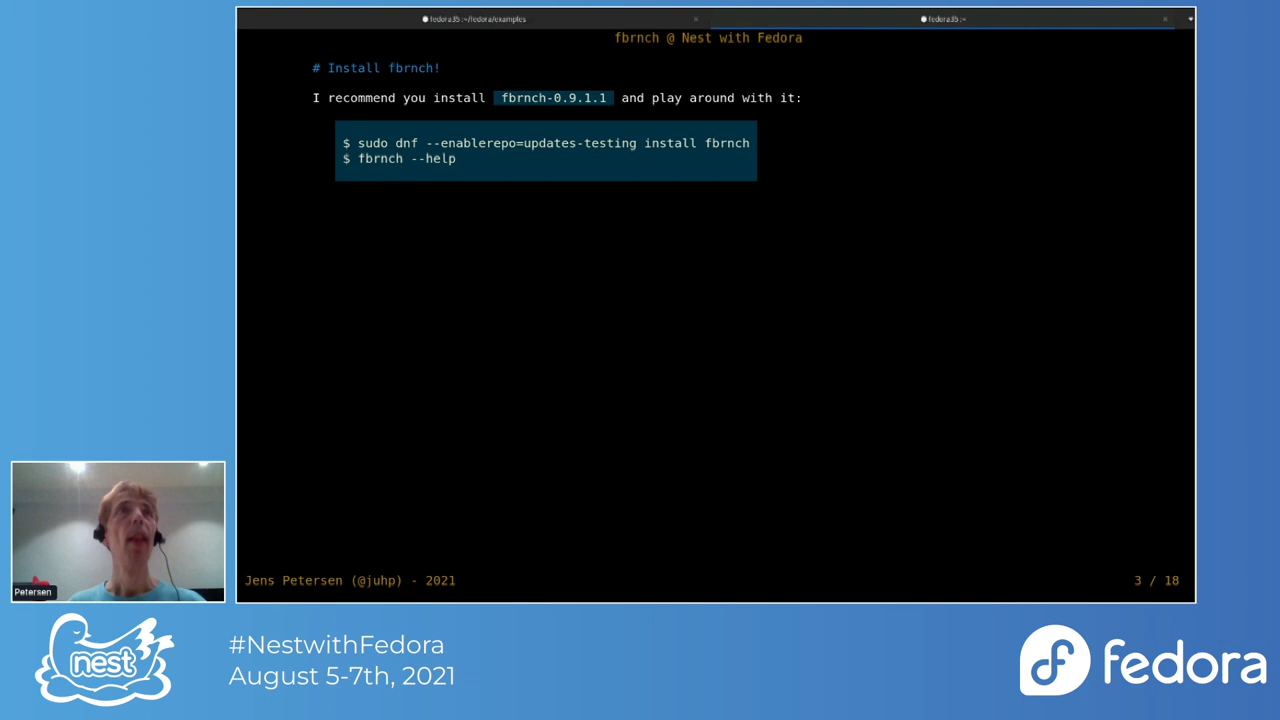 fedora35:~/fedora/examples
fedora35:~
fbrnch @ Nest with Fedora
# Install fbrnch!
I recommend you install fbrnch-0.9.1.1 and play around with it:
$ sudo dnf --enablerepo=updates-testing install fbrnch
$ fbrnch --help
Petersen
Jens Petersen (@juhp) - 2021
3 / 18
nest
#NestwithFedora
August 5-7th, 2021
fedora